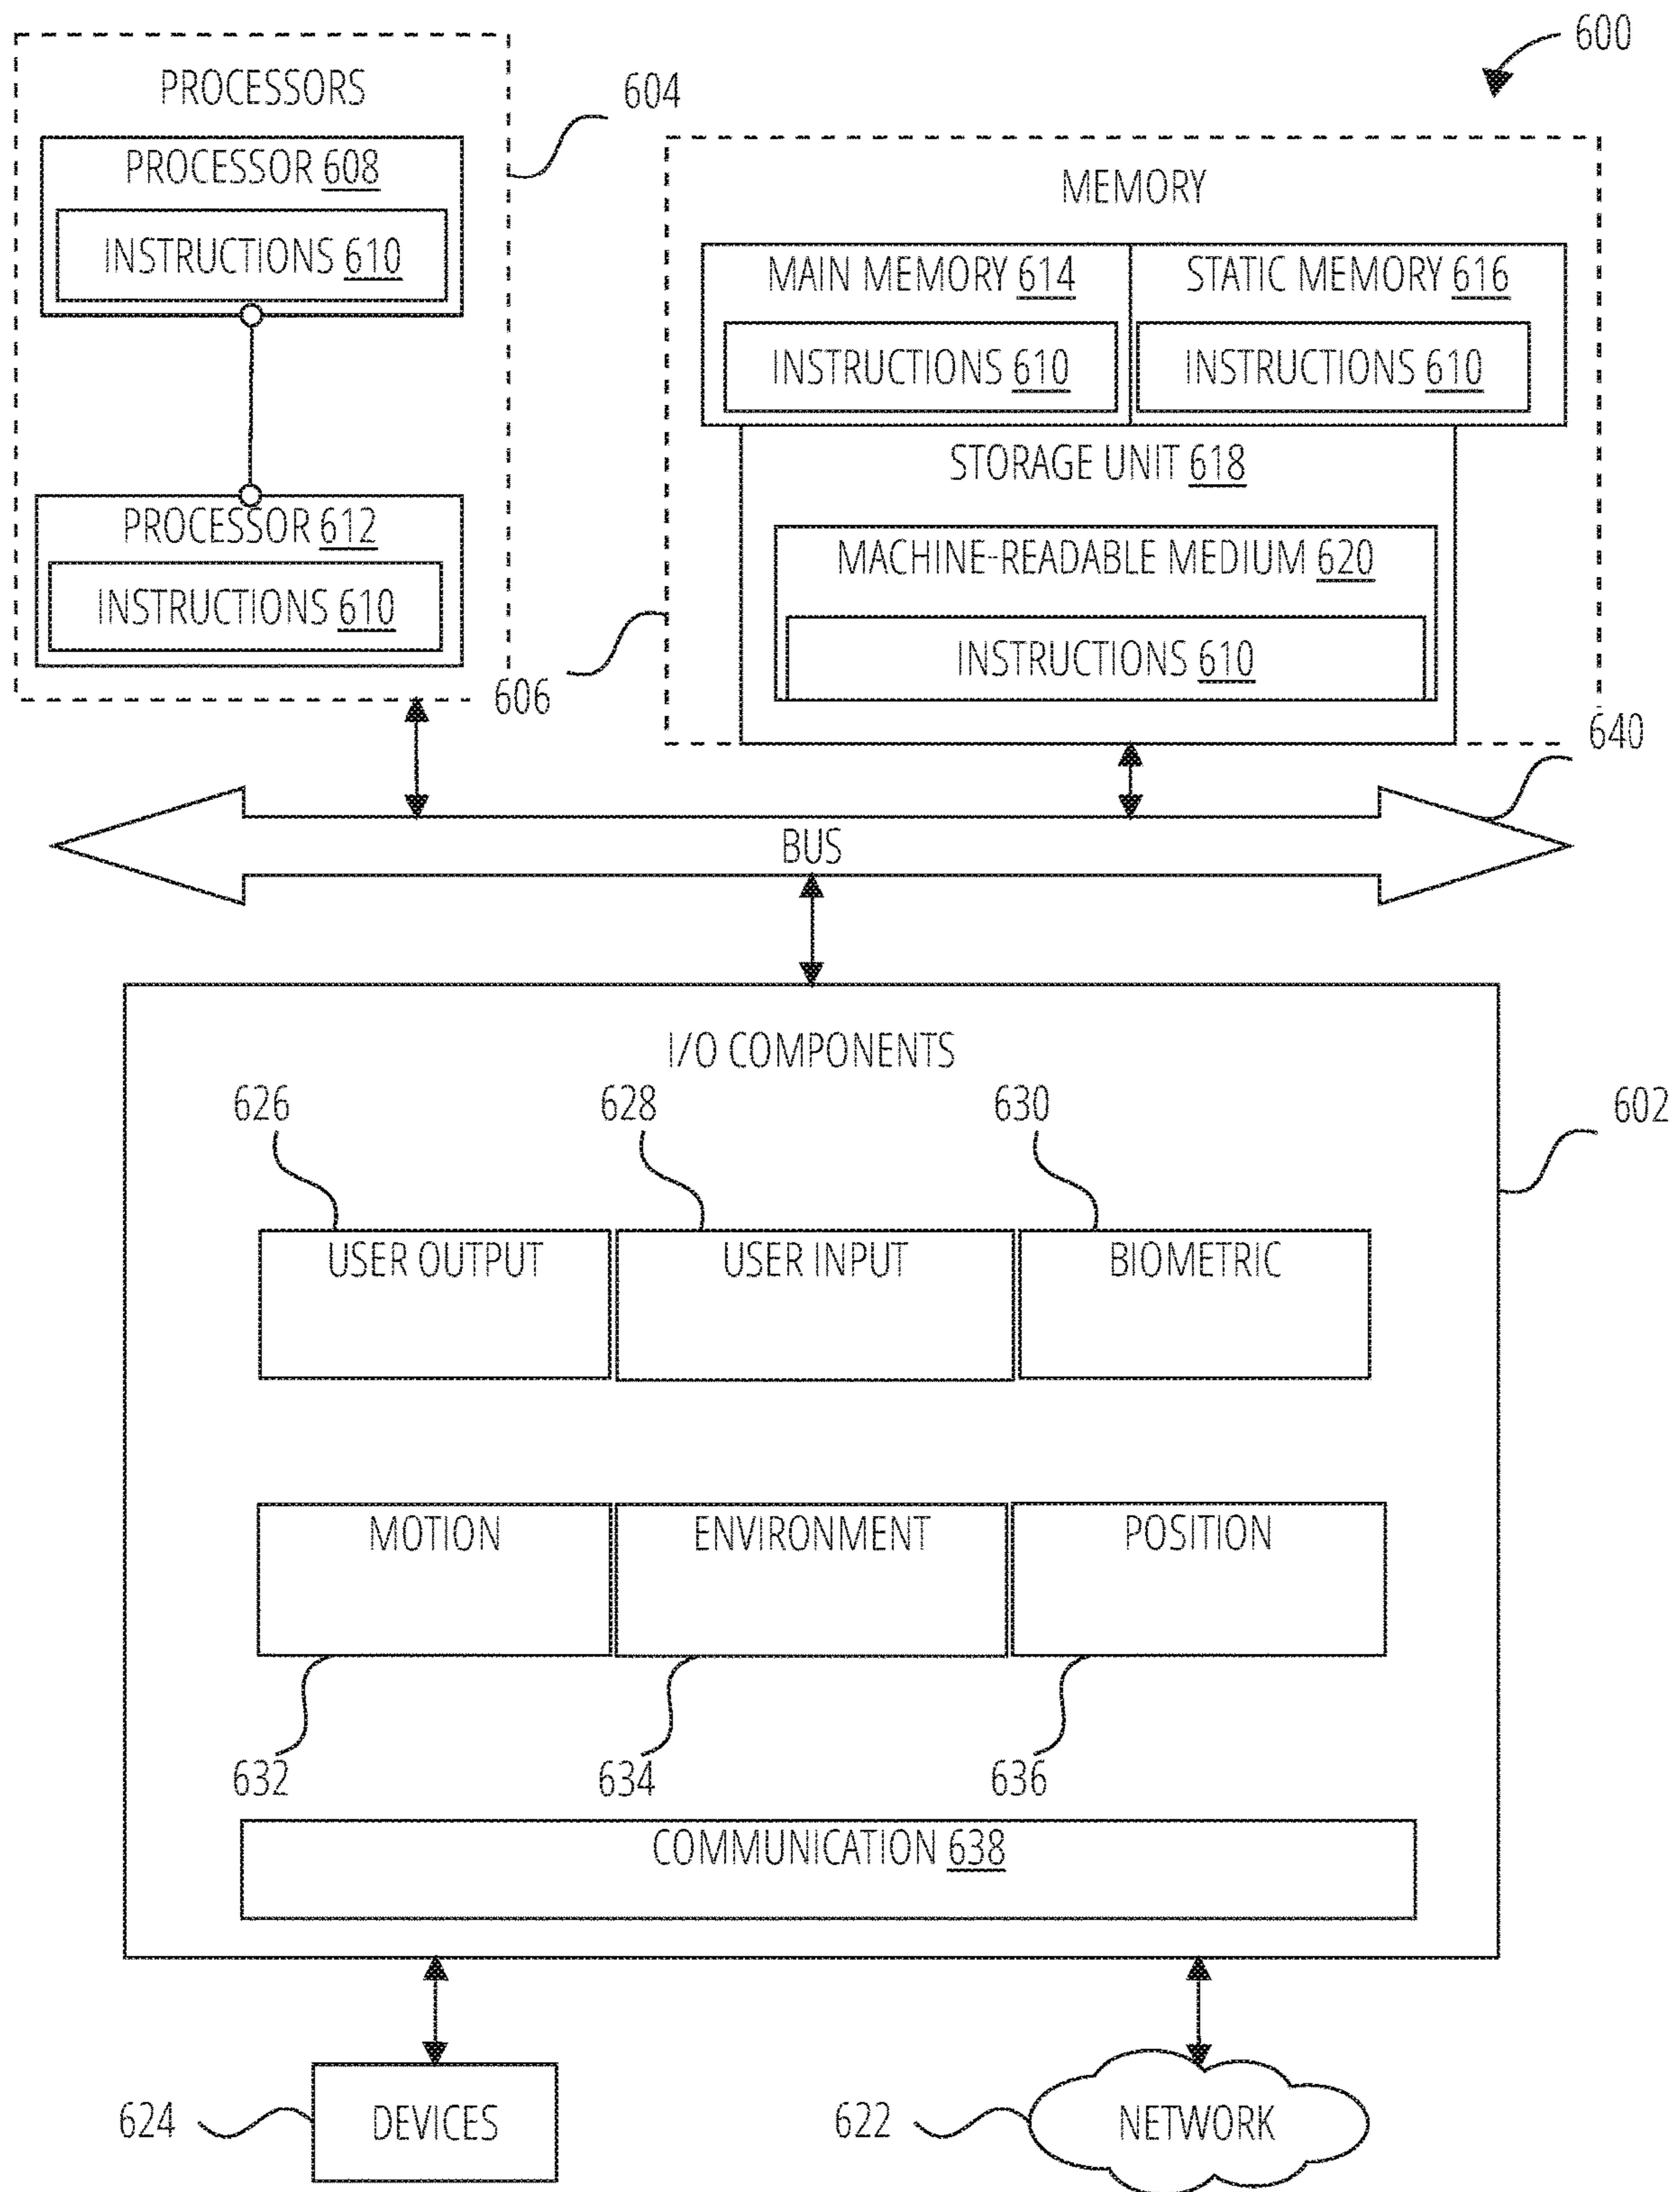 600
PROCESSORS
604
PROCESSOR 608
INSTRUCTIONS 610
PROCESSOR 612
INSTRUCTIONS 610
MEMORY
MAIN MEMORY 614
STATIC MEMORY 616
INSTRUCTIONS 610
INSTRUCTIONS 610
STORAGE UNIT 618
MACHINE-READABLE MEDIUM 620
INSTRUCTIONS 610
606
640
BUS
I/O COMPONENTS
602
626
628
630
USER OUTPUT
USER INPUT
BIOMETRIC
MOTION
ENVIRONMENT
POSITION
632
634
636
COMMUNICATION 638
624
DEVICES
622
NETWORK